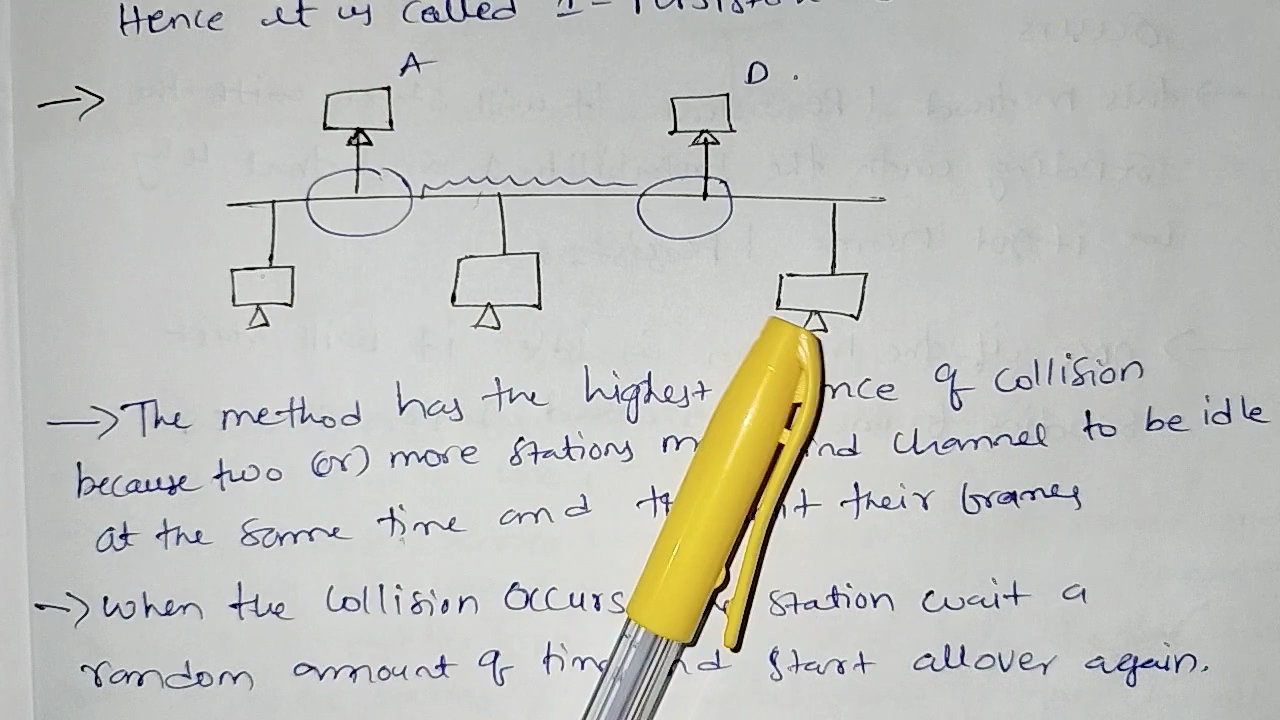 Hence it is called 1-
A
D.
→
→ The method has the highest of collision
because two (or) more stations channel to be idle
at the same time and their frames
→ when the collision occurs station wait a
random amount of start allover again.